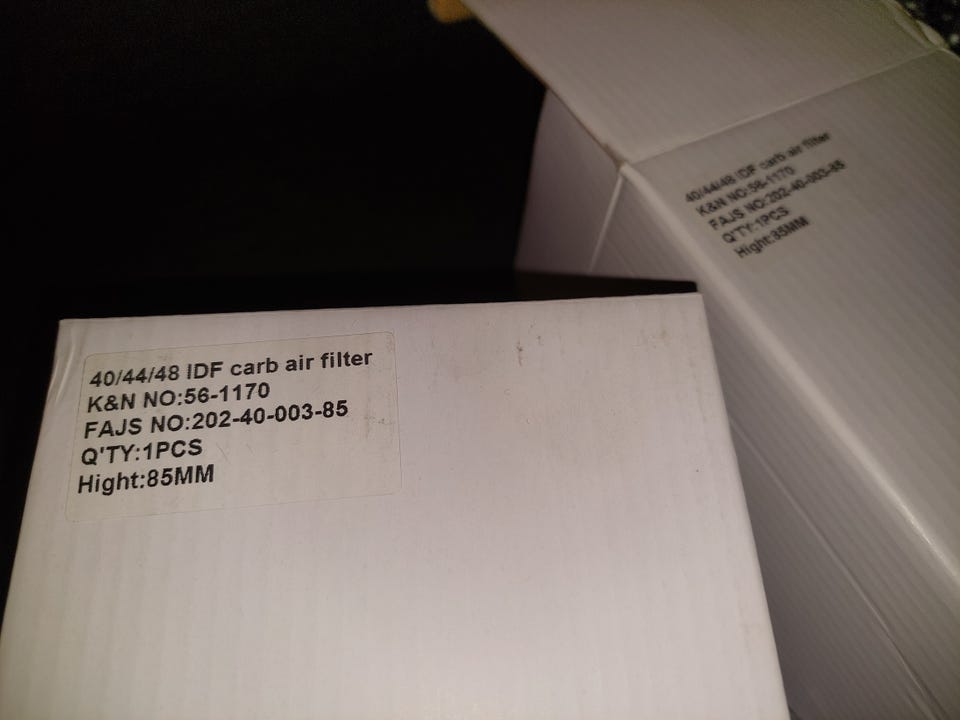 40/44/48 IDF carb air filter
K&N NO:56-1170
FAJS NO:202-40-003-85
Q'TY:1PCS
Hight:85MM
40/44/48 IDF carb air filter
K&N NO:56-1170
FAJS NO:202-40-003-85
Q'TY:1PCS
Hight:85MM